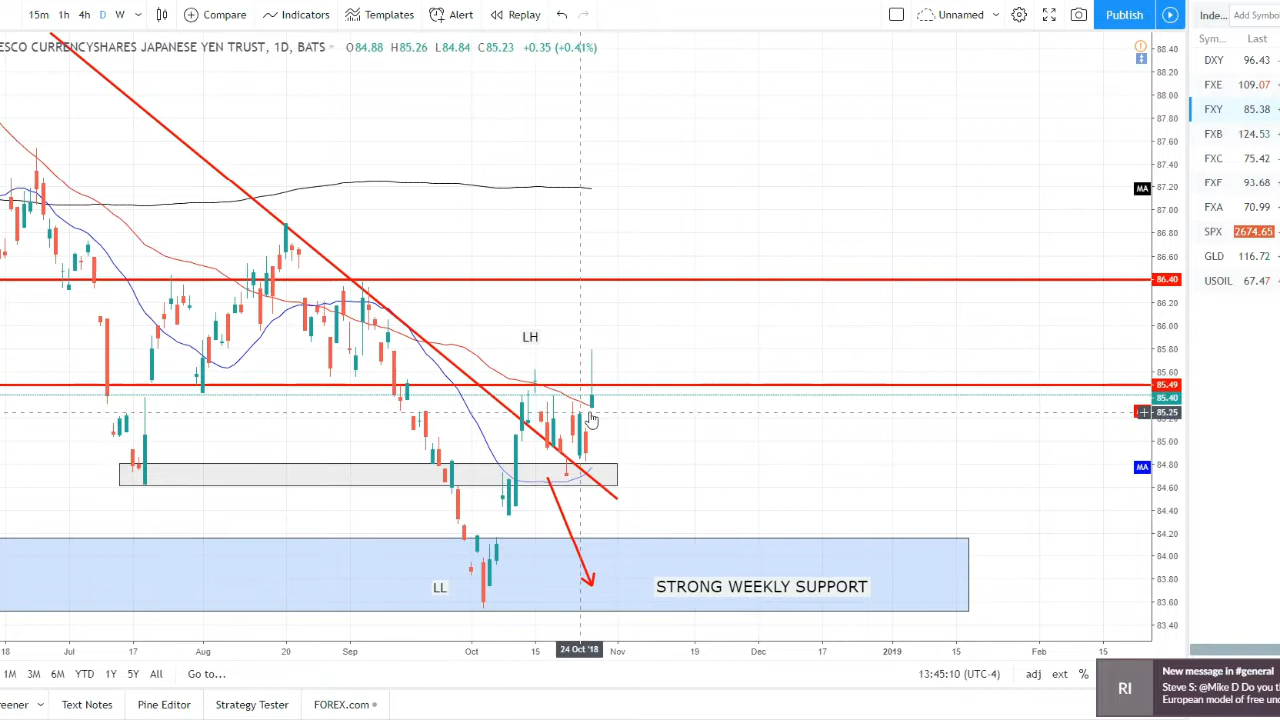 15m 1h 4h D W Compare Indicators Templates Alert Replay Unnamed Publish Inde... Add Symbo
ESCO CURRENCYSHARES JAPANESE YEN TRUST, 1D, BATS O84.88 H85.26 L84.84 C85.23 +0.35 (+0.41%)
Sym... Last
DXY 96.43
FXE 109.07
FXY 85.38
FXB 124.53
FXC 75.42
FXF 93.68
FXA 70.99
SPX 2674.65
GLD 116.72
USOIL 67.47
88.40
88.20
88.00
87.80
87.60
87.40
MA 87.20
87.00
86.80
86.60
86.40
86.20
86.00
85.80
85.60
85.49
85.40
85.25
85.00
MA 84.80
84.60
84.40
84.20
84.00
83.80
83.60
83.40
LH
LL
STRONG WEEKLY SUPPORT
18 Jul 17 Aug 20 Sep Oct 15 24 Oct '18 Nov 19 Dec 17 2019 15 Feb 15
1M 3M 6M YTD 1Y 5Y All Go to... 13:45:10 (UTC-4) adj ext %
eener Text Notes Pine Editor Strategy Tester FOREX.com
RI
New message in #general
Steve S: @Mike D Do you t
European model of free un